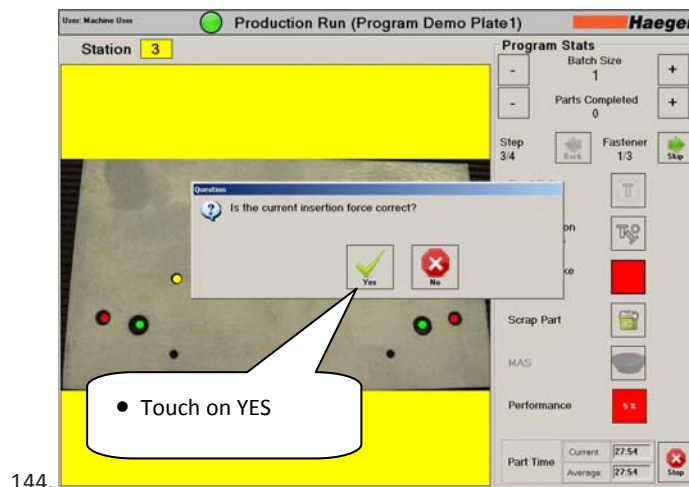 User: Machine User
Production Run (Program Demo Plate1)
Haeger
Station 3
Program Stats
Batch Size
-
1
+
Parts Completed
-
0
+
Step
3/4
Back
Fastener
1/3
Skip
Question
Is the current insertion force correct?
Yes
No
on
ke
Scrap Part
MAS
Performance
5 %
Part Time
Current: 27:54
Average: 27:54
Stop
• Touch on YES
144.